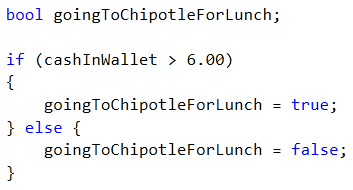 bool goingToChipotleForLunch;

if (cashInWallet > 6.00)
{
    goingToChipotleForLunch = true;
} else {
    goingToChipotleForLunch = false;
}